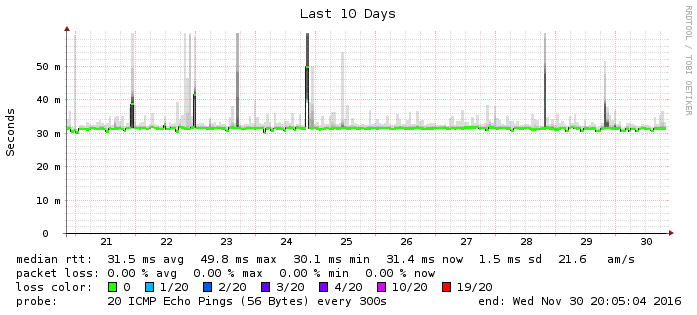 Last 10 Days
RRDTOOL / TOBI OETIKER
Seconds
50 m
40 m
30 m
20 m
10 m
0
21 22 23 24 25 26 27 28 29 30
median rtt: 31.5 ms avg 49.8 ms max 30.1 ms min 31.4 ms now 1.5 ms sd 21.6 am/s
packet loss: 0.00 % avg 0.00 % max 0.00 % min 0.00 % now
loss color: 0 1/20 2/20 3/20 4/20 10/20 19/20
probe: 20 ICMP Echo Pings (56 Bytes) every 300s end: Wed Nov 30 20:05:04 2016